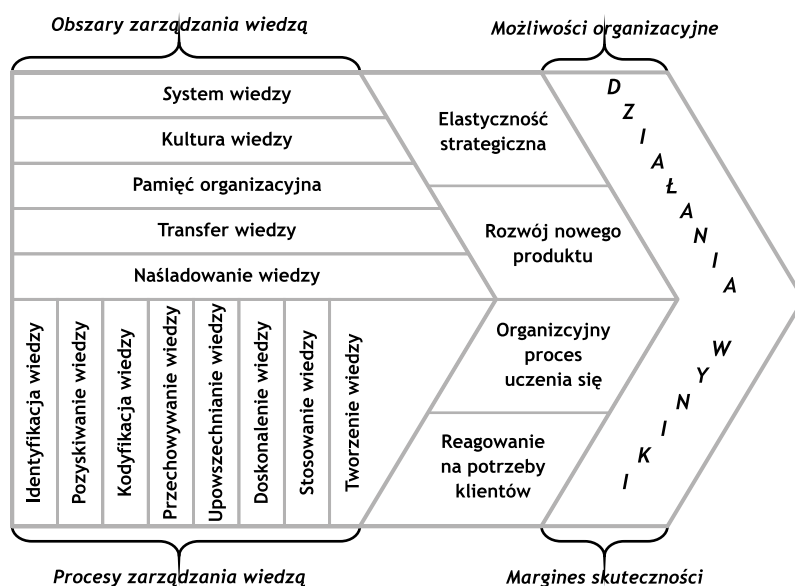 Obszary zarządzania wiedzą
Możliwości organizacyjne
System wiedzy
Kultura wiedzy
Pamięć organizacyjna
Transfer wiedzy
Naśladowanie wiedzy
Elastyczność
strategiczna
Rozwój nowego
produktu
Organizcyjny
proces
uczenia się
Reagowanie
na potrzeby
klientów
DZIAŁANIA
WYNIKI
Identyfikacja wiedzy
Pozyskiwanie wiedzy
Kodyfikacja wiedzy
Przechowywanie wiedzy
Upowszechnianie wiedzy
Doskonalenie wiedzy
Stosowanie wiedzy
Tworzenie wiedzy
Procesy zarządzania wiedzą
Margines skuteczności